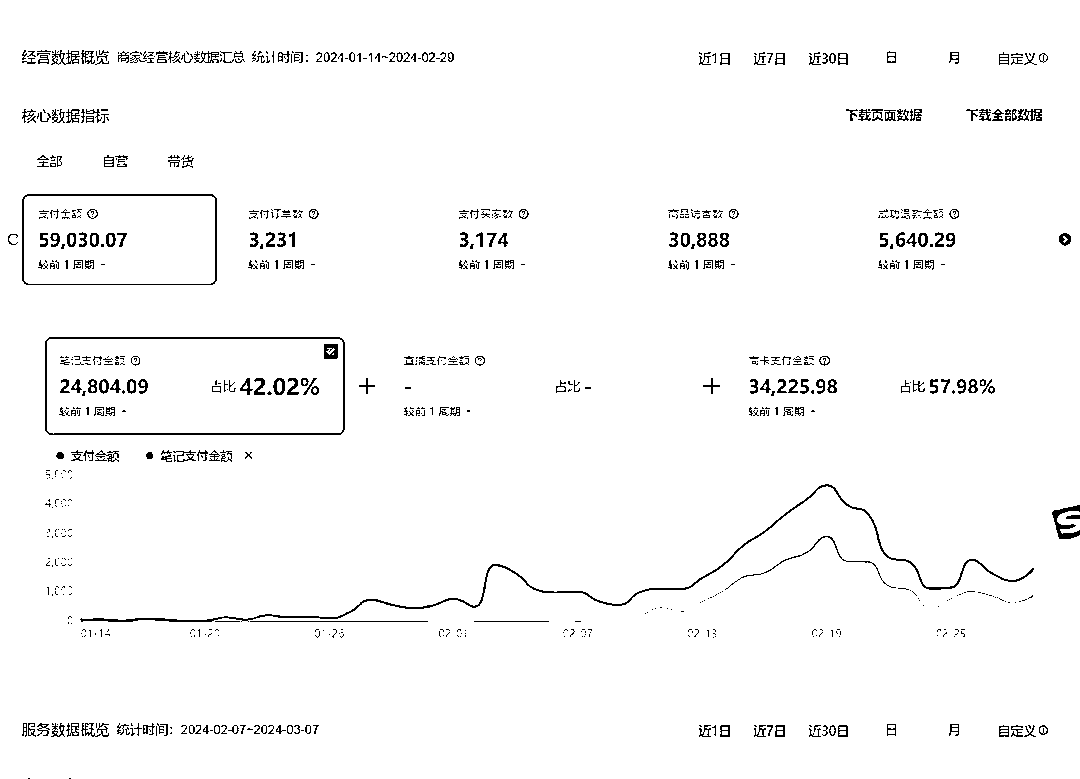 经营数据概览 商家经营核心数据汇总 统计时间：2024-01-14~2024-02-29 近1日 近7日 近30日 日 月 自定义
核心数据指标 下载页面数据 下载全部数据
全部 自营 带货
支付金额 支付订单数 支付买家数 商品访客数 成功退款金额
59,030.07 3,231 3,174 30,888 5,640.29
较前1周期 - 较前1周期 - 较前1周期 - 较前1周期 - 较前1周期 -
笔记支付金额 直播支付金额 商卡支付金额
24,804.09 占比 42.02% + - 占比 - + 34,225.98 占比 57.98%
较前1周期 - 较前1周期 - 较前1周期 -
支付金额 笔记支付金额 ×
5,000
4,000
3,000
2,000
1,000
0
01-14 01-20 01-26 02-01 02-07 02-13 02-19 02-25
服务数据概览 统计时间：2024-02-07~2024-03-07 近1日 近7日 近30日 日 月 自定义